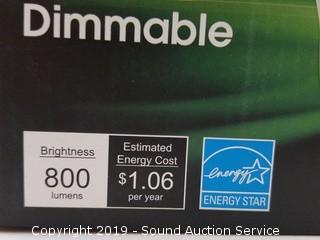 Dimmable
Brightness
800
lumens
Estimated
Energy Cost
$1.06
per year
energy
ENERGY STAR
Copyright 2019 - Sound Auction Service